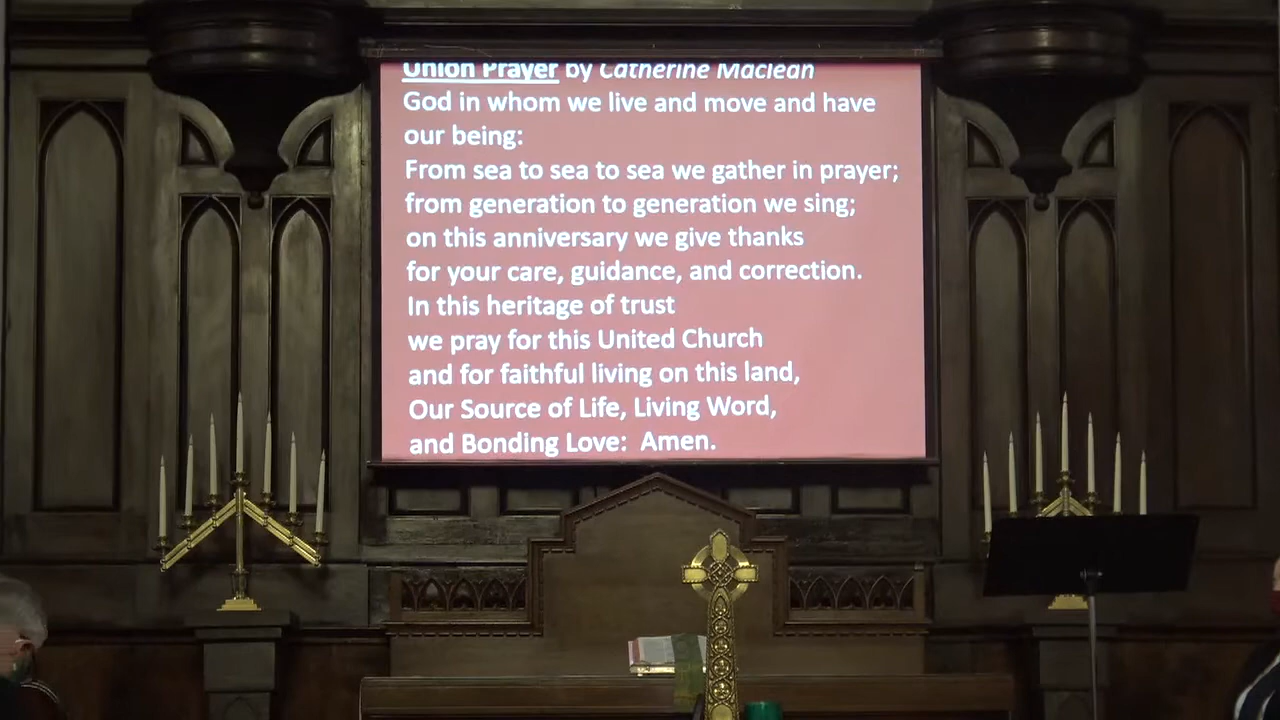 Union Prayer by Catherine Maclean
God in whom we live and move and have
our being:
From sea to sea to sea we gather in prayer;
from generation to generation we sing;
on this anniversary we give thanks
for your care, guidance, and correction.
In this heritage of trust
we pray for this United Church
and for faithful living on this land,
Our Source of Life, Living Word,
and Bonding Love: Amen.